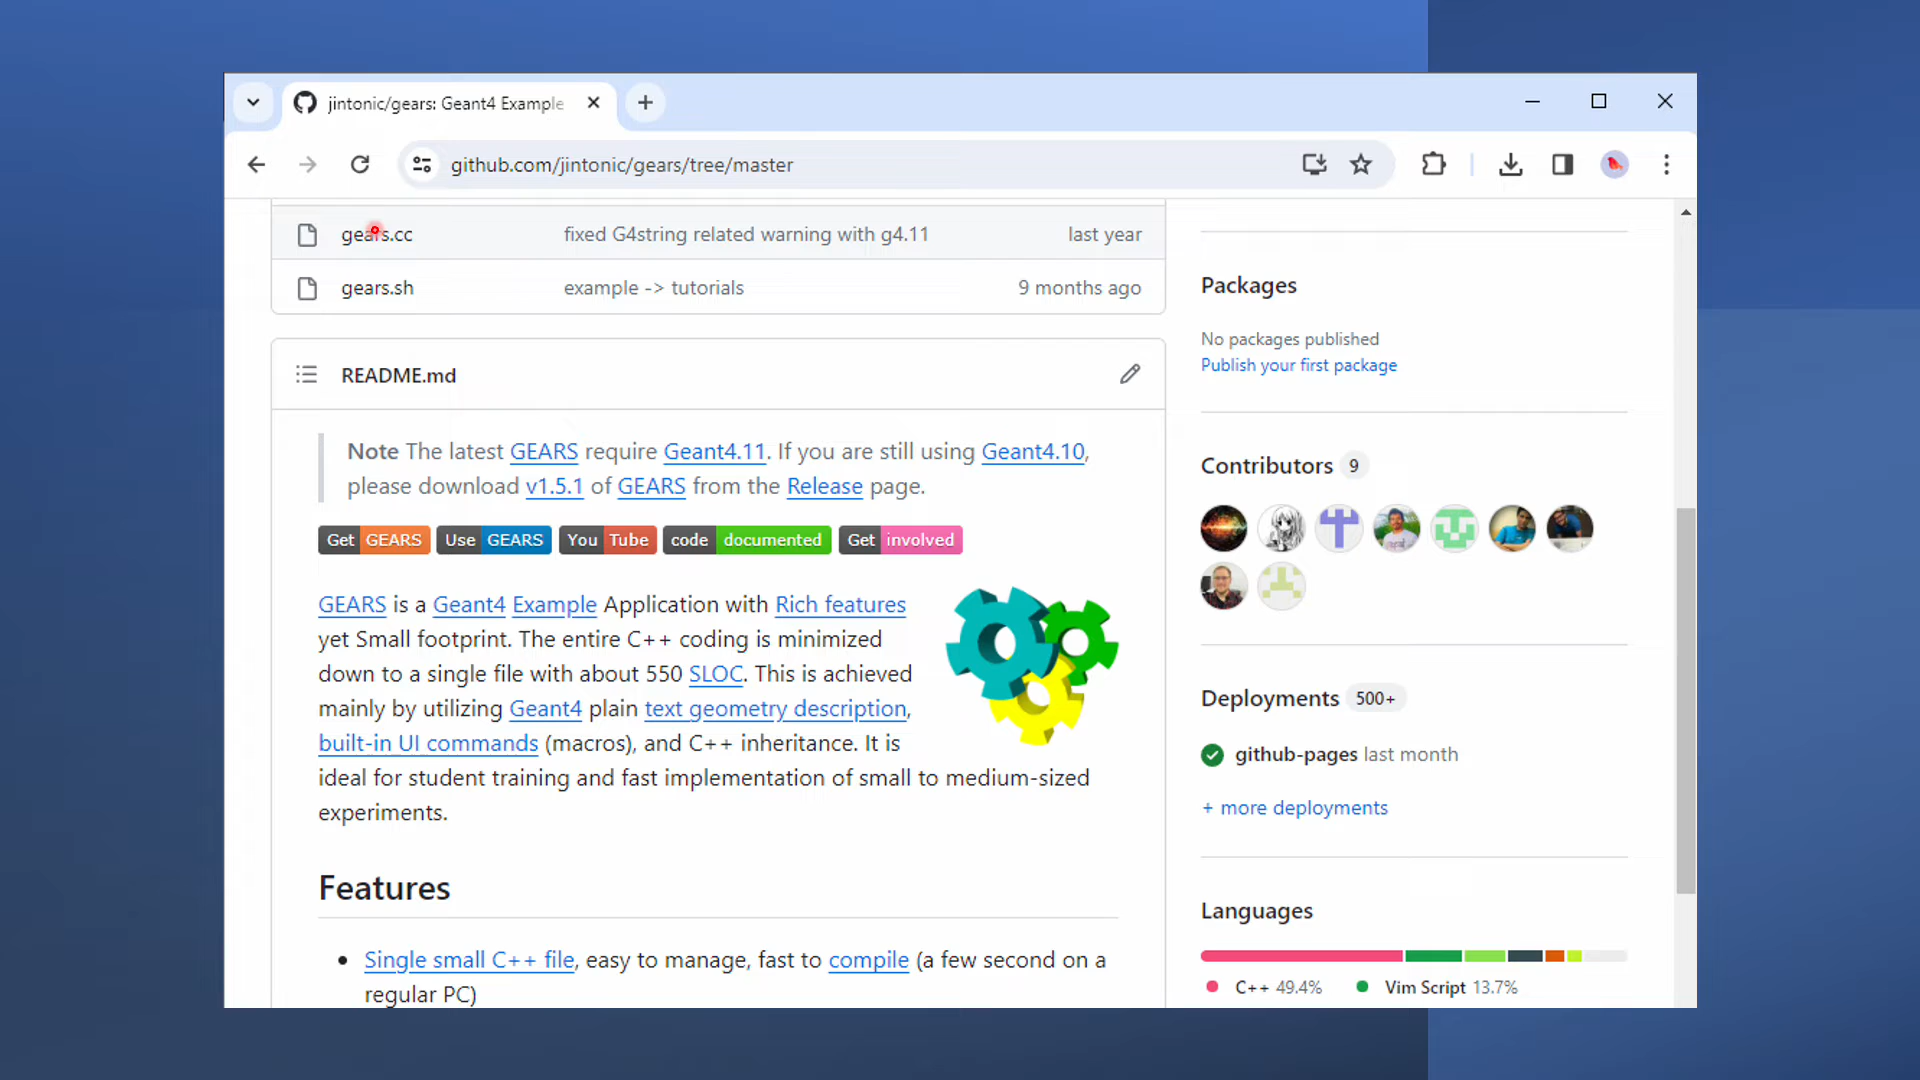 jintonic/gears: Geant4 Example
github.com/jintonic/gears/tree/master
gears.cc fixed G4string related warning with g4.11 last year
gears.sh example -> tutorials 9 months ago
README.md
Note The latest GEARS require Geant4.11. If you are still using Geant4.10,
please download v1.5.1 of GEARS from the Release page.
Get GEARS Use GEARS You Tube code documented Get involved
GEARS is a Geant4 Example Application with Rich features
yet Small footprint. The entire C++ coding is minimized
down to a single file with about 550 SLOC. This is achieved
mainly by utilizing Geant4 plain text geometry description,
built-in UI commands (macros), and C++ inheritance. It is
ideal for student training and fast implementation of small to medium-sized
experiments.
Features
Single small C++ file, easy to manage, fast to compile (a few second on a
regular PC)
Packages
No packages published
Publish your first package
Contributors 9
Deployments 500+
github-pages last month
+ more deployments
Languages
C++ 49.4% Vim Script 13.7%